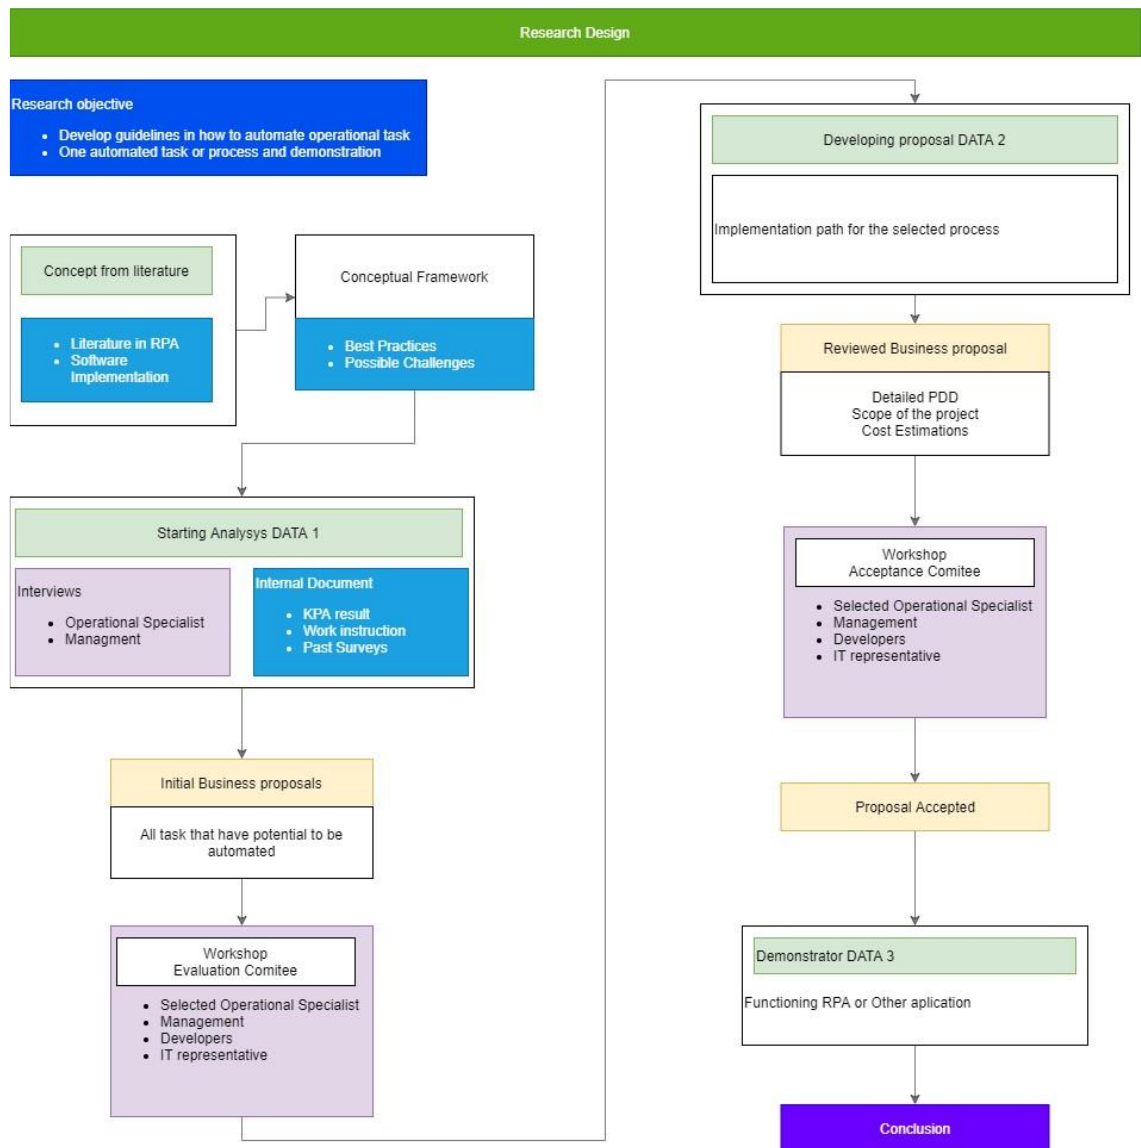 Research Design
Research objective
• Develop guidelines in how to automate operational task
• One automated task or process and demonstration
Concept from literature
• Literature in RPA
• Software
Implementation
Conceptual Framework
• Best Practices
• Possible Challenges
Starting Analysys DATA 1
Interviews
• Operational Specialist
• Managment
Internal Document
• KPA result
• Work instruction
• Past Surveys
Initial Business proposals
All task that have potential to be
automated
Workshop
Evaluation Comitee
• Selected Operational Specialist
• Management
• Developers
• IT representative
Developing proposal DATA 2
Implementation path for the selected process
Reviewed Business proposal
Detailed PDD
Scope of the project
Cost Estimations
Workshop
Acceptance Comitee
• Selected Operational Specialist
• Management
• Developers
• IT representative
Proposal Accepted
Demonstrator DATA 3
Functioning RPA or Other aplication
Conclusion